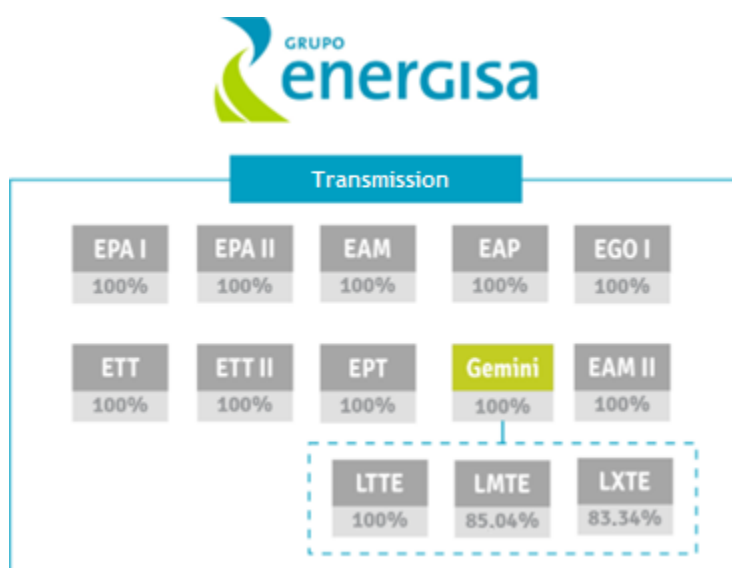 GRUPO
energisa
Transmission
EPA I EPA II EAM EAP EGO I
100% 100% 100% 100% 100%
ETT ETT II EPT Gemini EAM II
100% 100% 100% 100% 100%
LTTE LMTE LXTE
100% 85.04% 83.34%